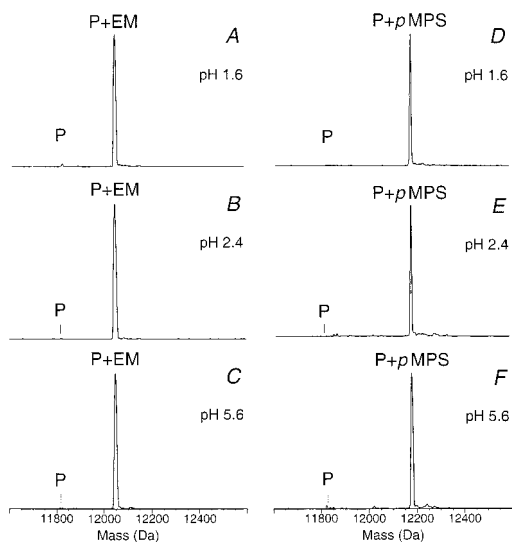 P+EM
A
pH 1.6
P
P+pMPS
D
pH 1.6
P
P+EM
B
pH 2.4
P
P+pMPS
E
pH 2.4
P
P+EM
C
pH 5.6
P
11800 12000 12200 12400
Mass (Da)
P+pMPS
F
pH 5.6
P
11800 12000 12200 12400
Mass (Da)